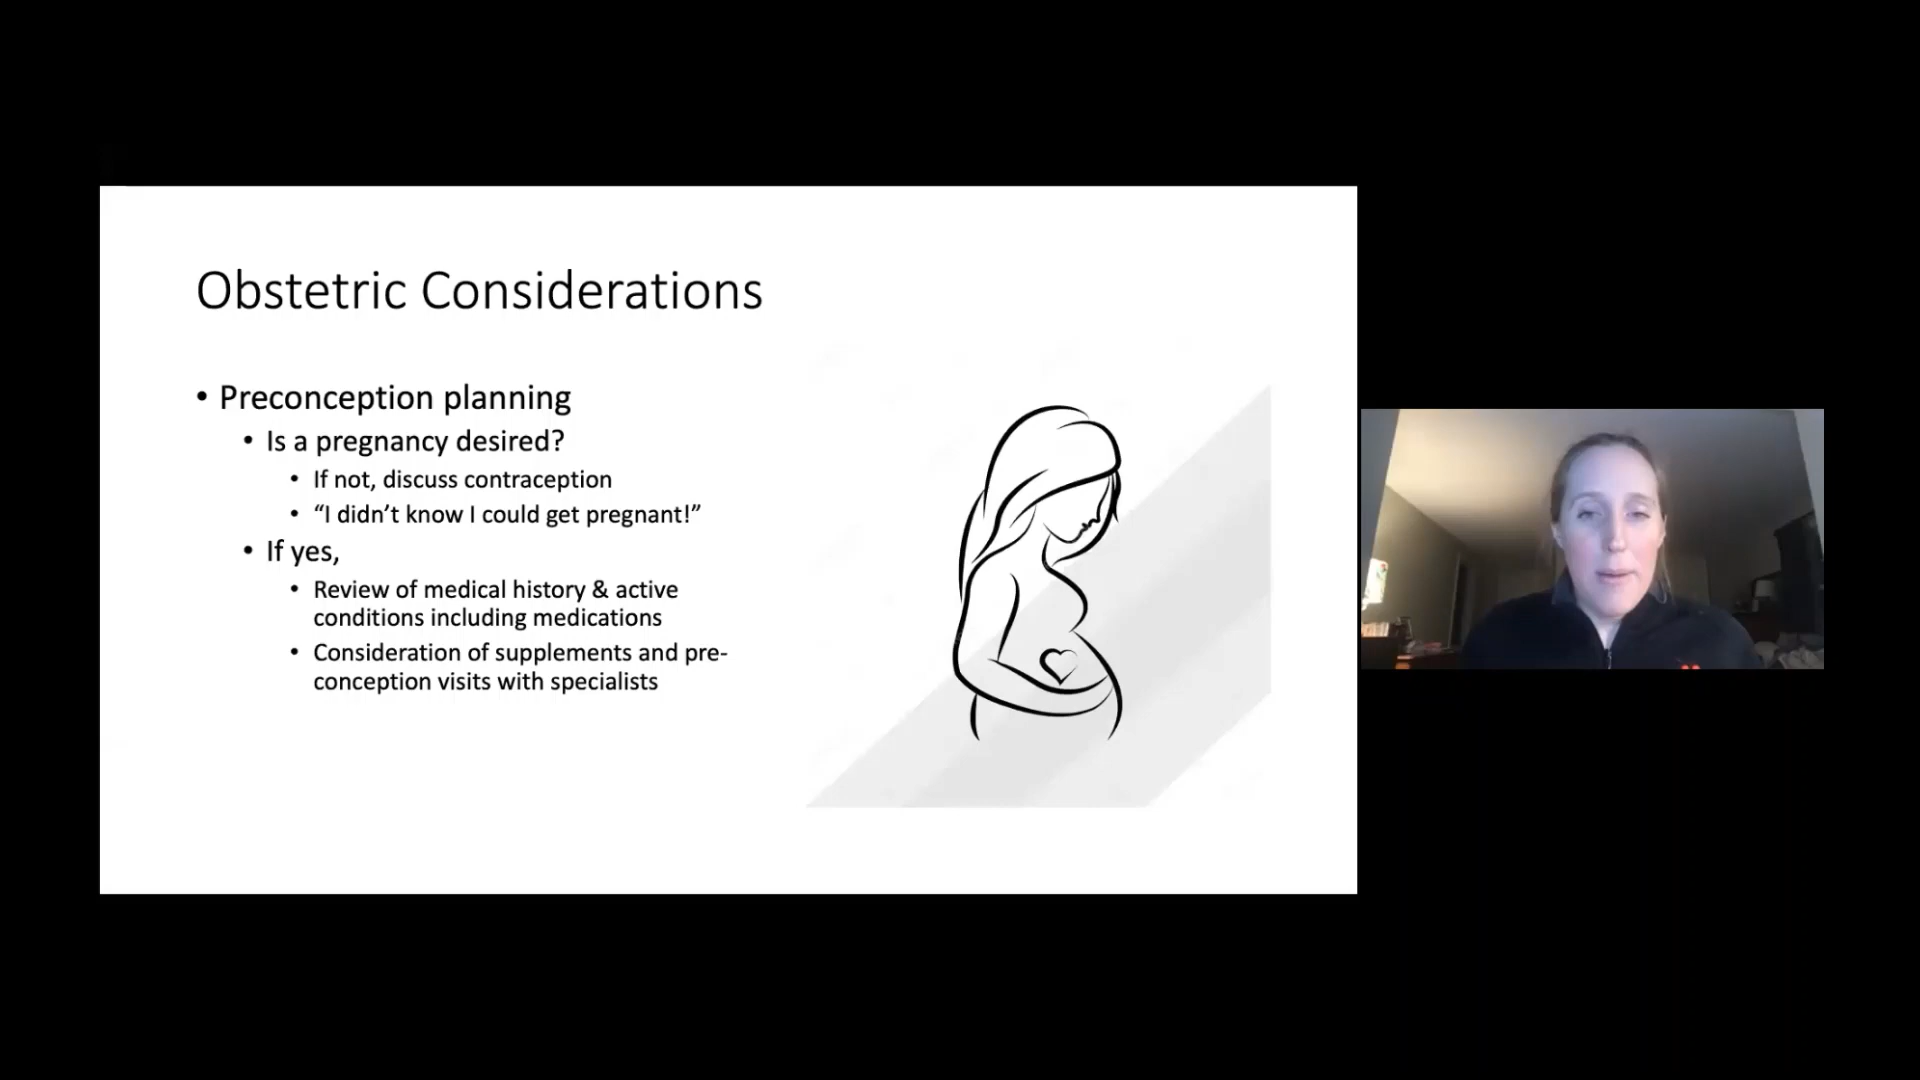 Obstetric Considerations
• Preconception planning
• Is a pregnancy desired?
• If not, discuss contraception
• “I didn’t know I could get pregnant!”
• If yes,
• Review of medical history & active
conditions including medications
• Consideration of supplements and pre-
conception visits with specialists